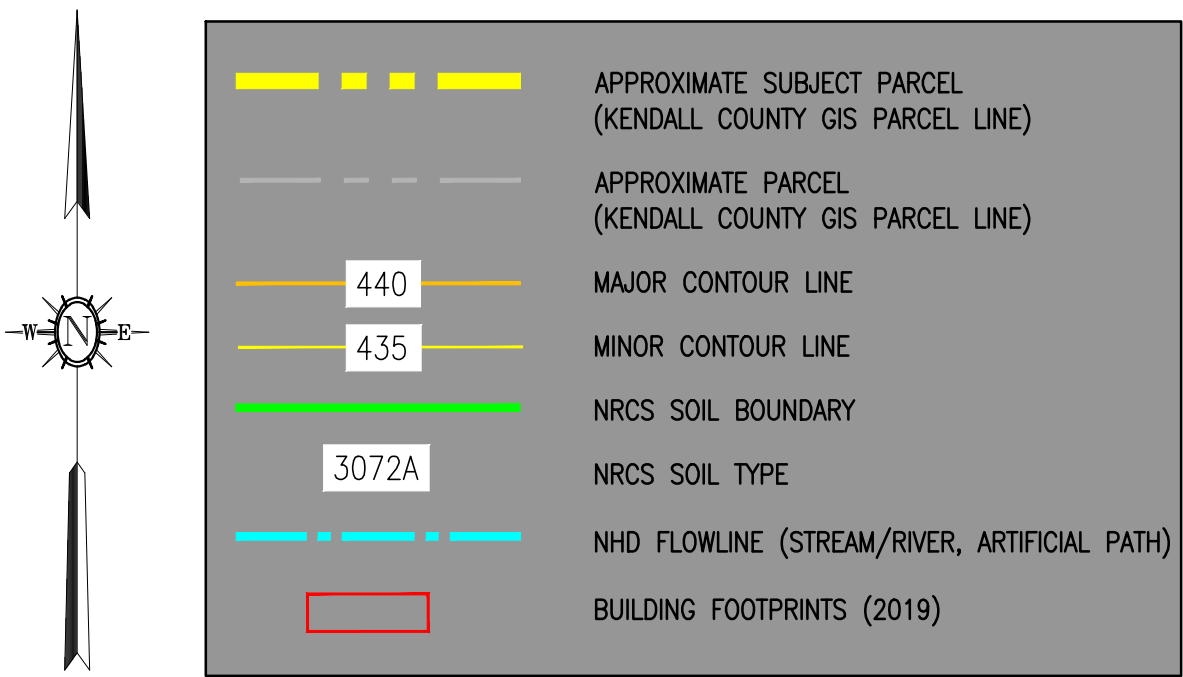 W N E
APPROXIMATE SUBJECT PARCEL
(KENDALL COUNTY GIS PARCEL LINE)
APPROXIMATE PARCEL
(KENDALL COUNTY GIS PARCEL LINE)
440 MAJOR CONTOUR LINE
435 MINOR CONTOUR LINE
NRCS SOIL BOUNDARY
3072A NRCS SOIL TYPE
NHD FLOWLINE (STREAM/RIVER, ARTIFICIAL PATH)
BUILDING FOOTPRINTS (2019)